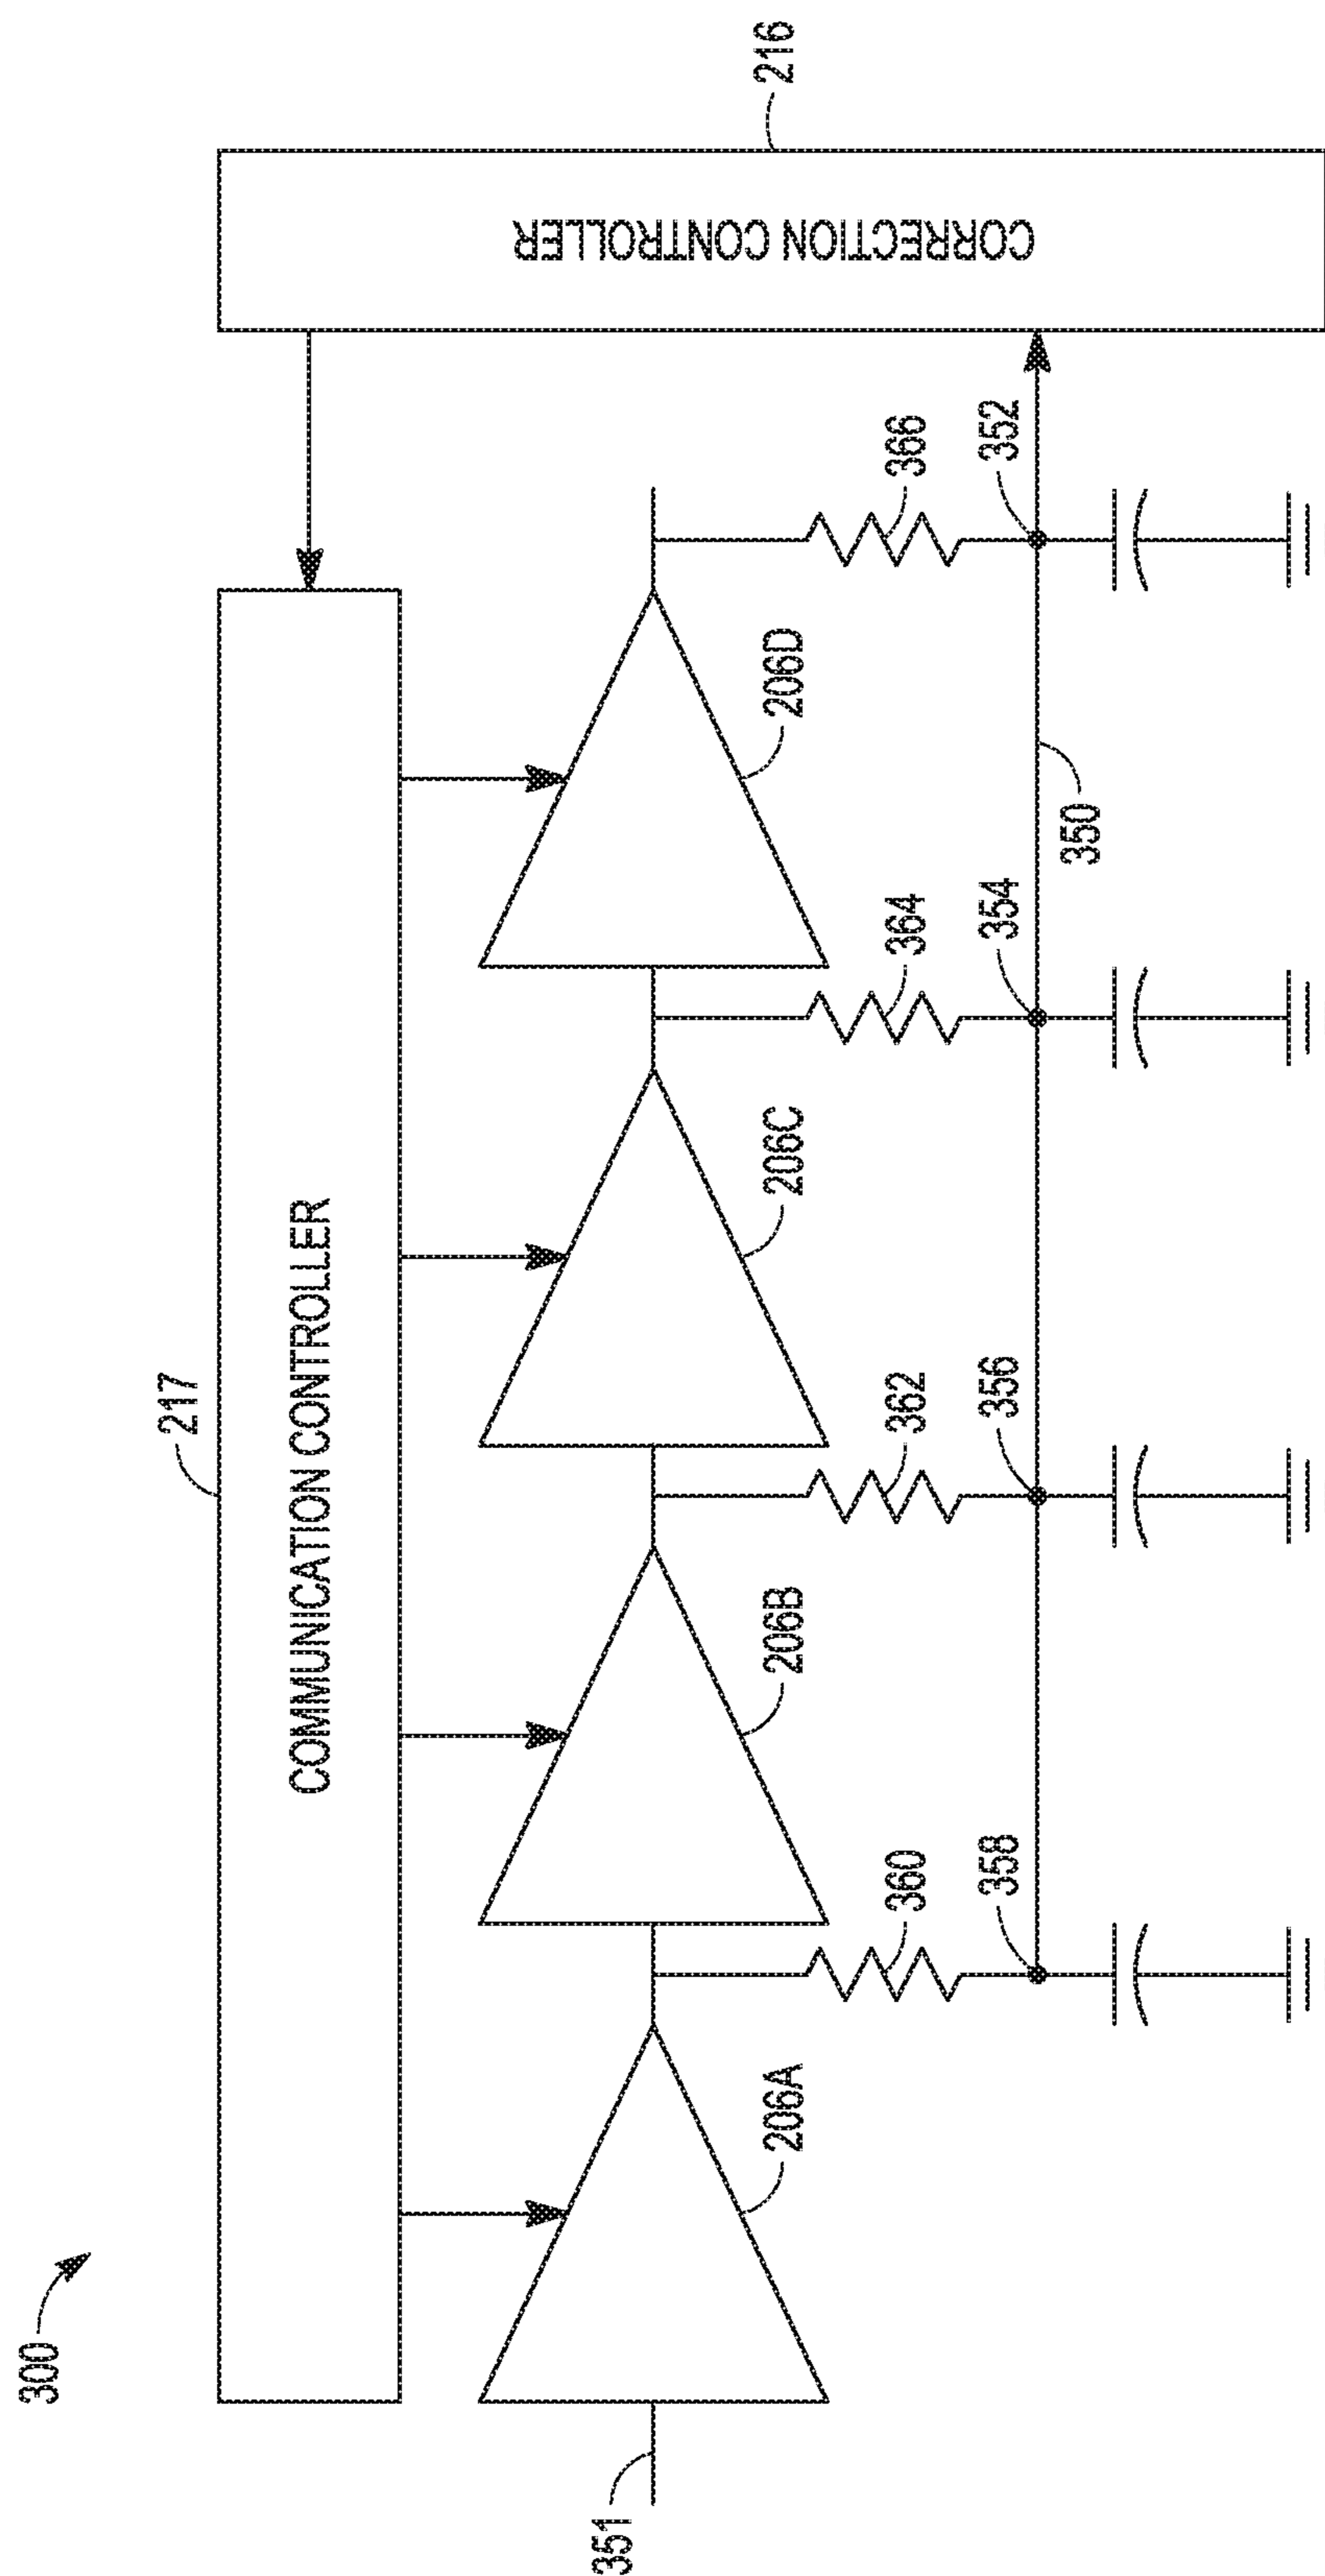 300
217
COMMUNICATION CONTROLLER
216
CORRECTION CONTROLLER
351
206A
206B
206C
206D
360
362
364
366
358
356
354
352
350